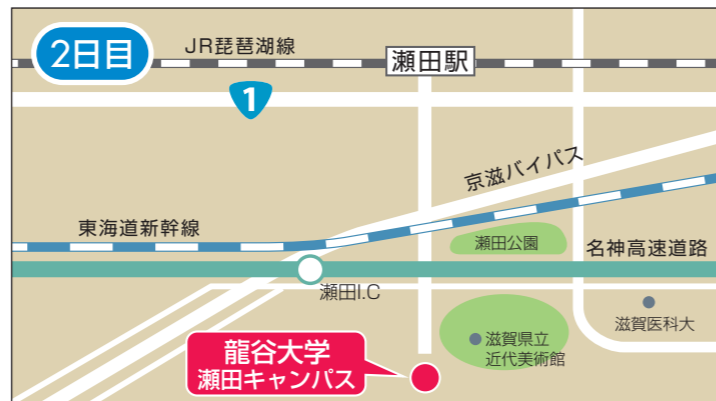 2日目
JR琵琶湖線
瀬田駅
1
京滋バイパス
東海道新幹線
瀬田公園
名神高速道路
瀬田I.C
滋賀医科大
滋賀県立
近代美術館
龍谷大学
瀬田キャンパス